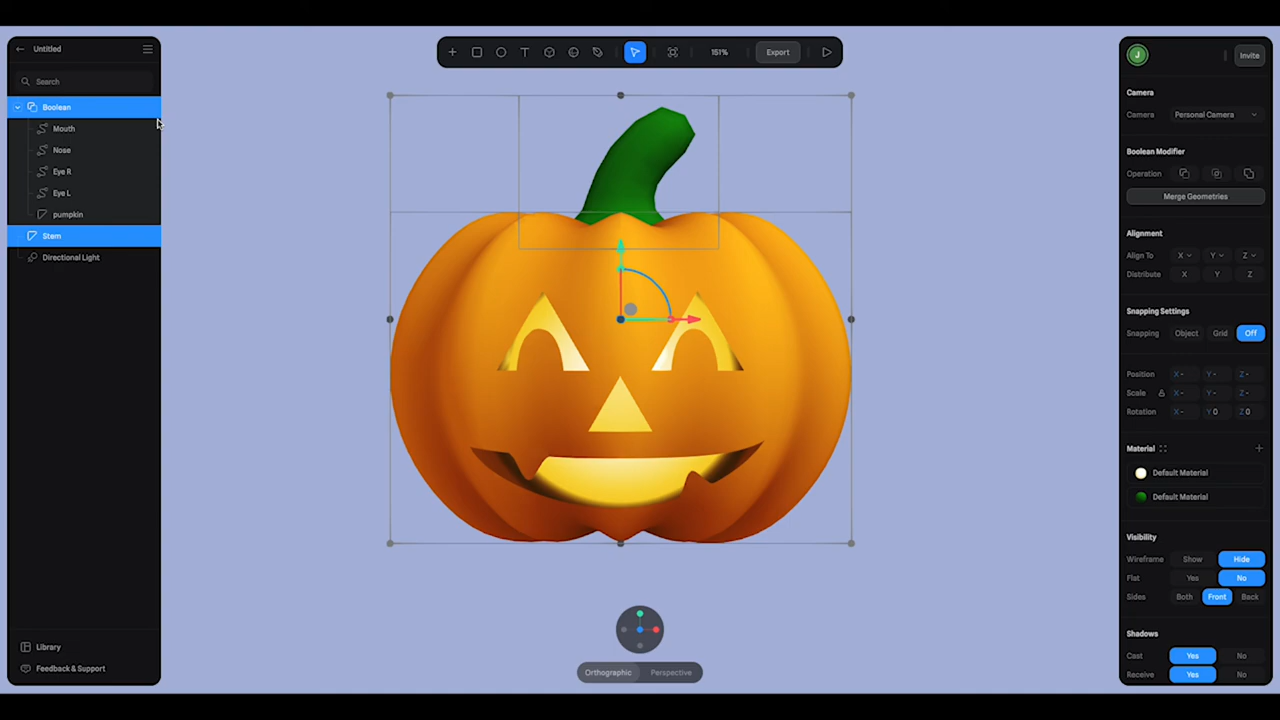 Untitled
Search
Boolean
Mouth
Nose
Eye R
Eye L
pumpkin
Stem
Directional Light
Library
Feedback & Support
T
151%
Export
Orthographic
Perspective
J
Invite
Camera
Camera Personal Camera
Boolean Modifier
Operation
Merge Geometries
Alignment
Align To X Y Z
Distribute X Y Z
Snapping Settings
Snapping Object Grid Off
Position X - Y - Z -
Scale X - Y - Z -
Rotation X - Y 0 Z 0
Material
Default Material
Default Material
Visibility
Wireframe Show Hide
Flat Yes No
Sides Both Front Back
Shadows
Cast Yes No
Receive Yes No